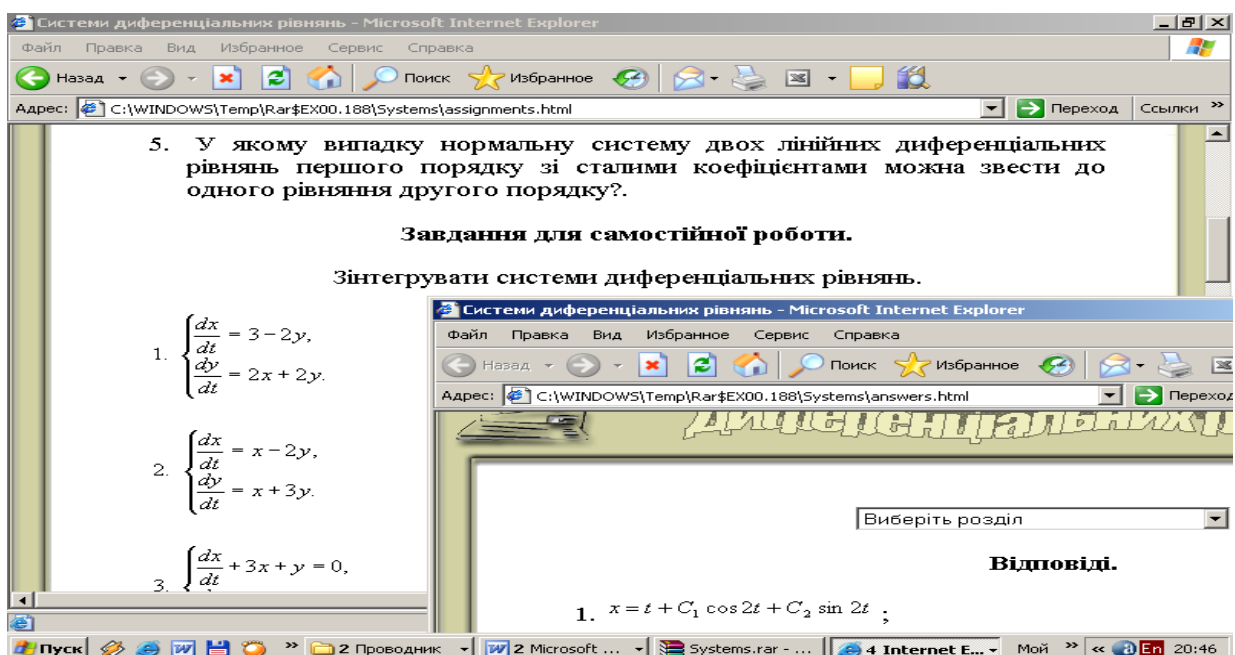 Системи диференціальних рівнянь - Microsoft Internet Explorer
Файл Правка Вид Избранное Сервис Справка
Назад Поиск Избранное
Адрес: C:\WINDOWS\Temp\Rar$EX00.188\Systems\assignments.html Переход Ссылки »
5. У якому випадку нормальну систему двох лінійних диференціальних
рівнянь першого порядку зі сталими коефіцієнтами можна звести до
одного рівняння другого порядку?.
Завдання для самостійної роботи.
Зінтегрувати системи диференціальних рівнянь.
1. dx/dt = 3 − 2y,
dy/dt = 2x + 2y.
2. dx/dt = x − 2y,
dy/dt = x + 3y.
3. dx/dt + 3x + y = 0,
Системи диференціальних рівнянь - Microsoft Internet Explorer
Файл Правка Вид Избранное Сервис Справка
Назад Поиск Избранное
Адрес: C:\WINDOWS\Temp\Rar$EX00.188\Systems\answers.html Переход
Диференціальних
Виберіть розділ
Відповіді.
1. x = t + C₁ cos 2t + C₂ sin 2t ;
Пуск » 2 Проводник 2 Microsoft ... Systems.rar - ... 4 Internet E... Мой » « En 20:46